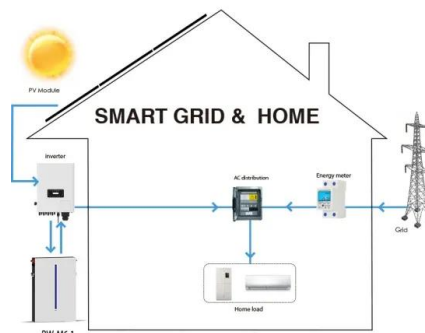 PV Module
SMART GRID & HOME
Inverter
AC distribution
Energy meter
Grid
Home load